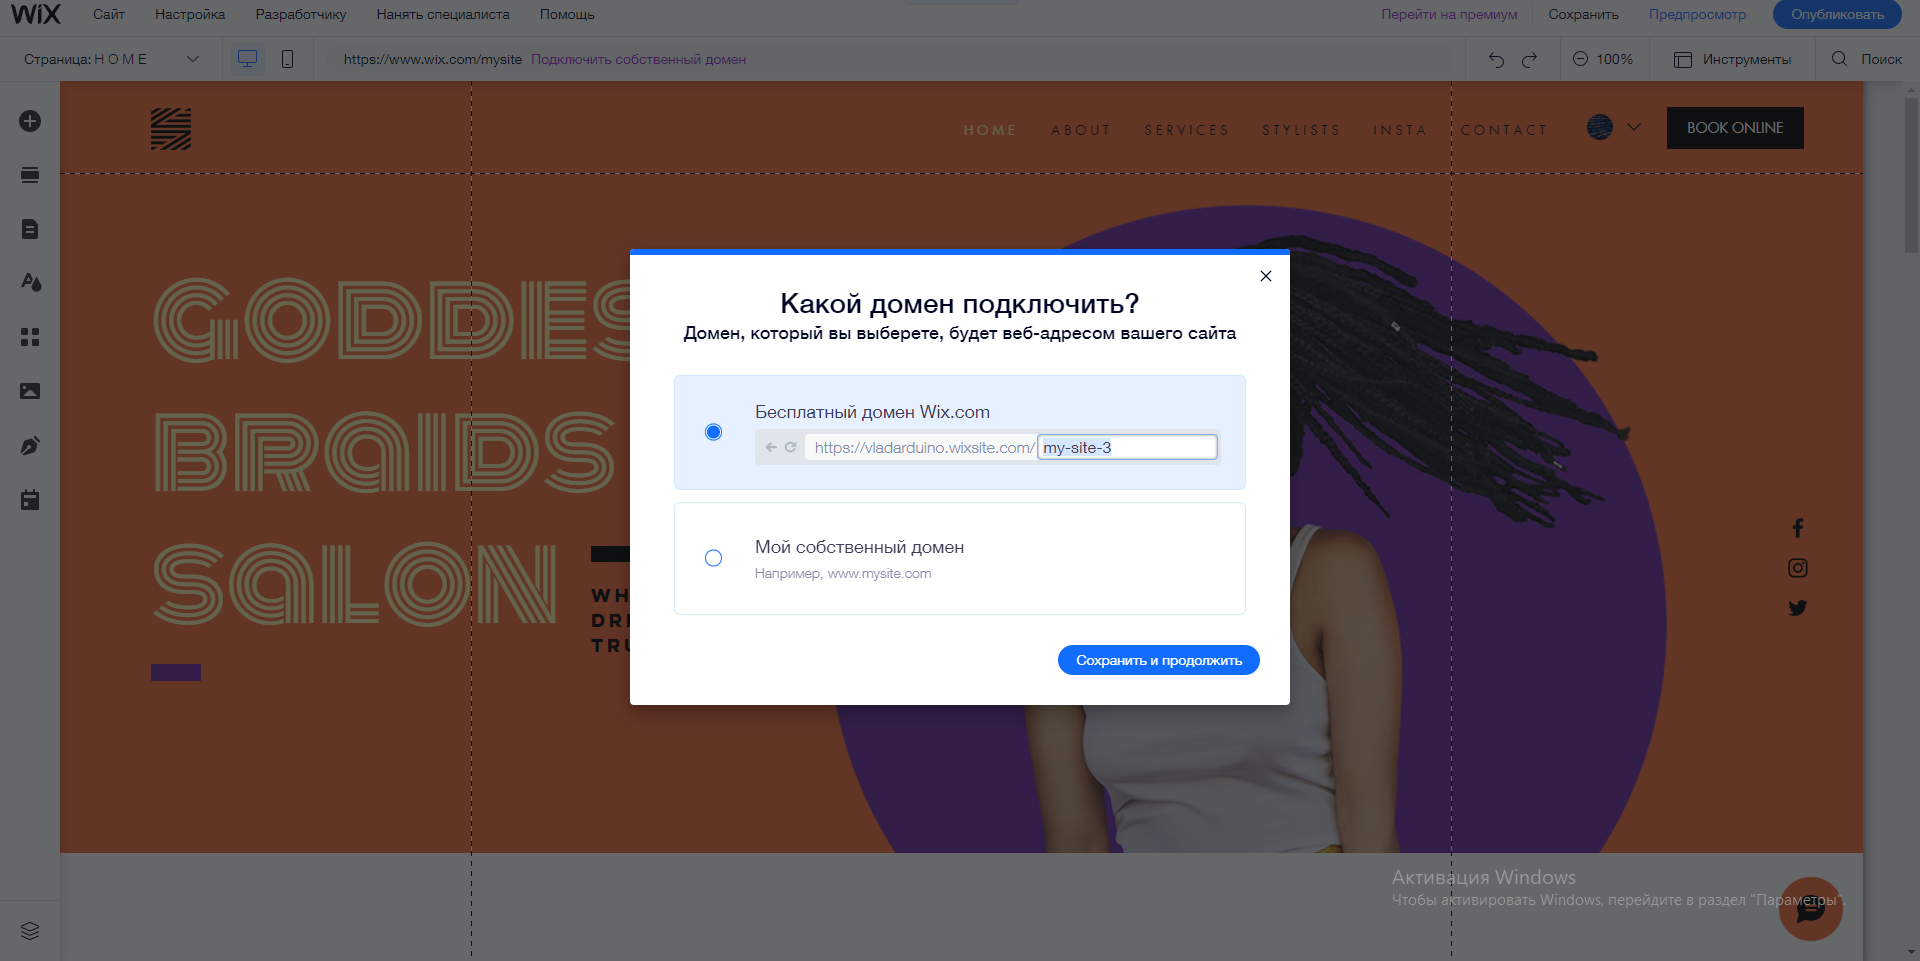 WiX Сайт Настройка Разработчику Нанять специалиста Помощь Перейти на премиум Сохранить Предпросмотр Опубликовать
Страница: H O M E https://www.wix.com/mysite Подключить собственный домен 100% Инструменты Поиск
HOME ABOUT SERVICES STYLISTS INSTA CONTACT BOOK ONLINE
GODDES
BRAIDS
SALON
WH
DRE
TRU
Какой домен подключить?
Домен, который вы выберете, будет веб-адресом вашего сайта
Бесплатный домен Wix.com
https://vladarduino.wixsite.com/ my-site-3
Мой собственный домен
Например, www.mysite.com
Сохранить и продолжить
Активация Windows
Чтобы активировать Windows, перейдите в раздел "Параметры".